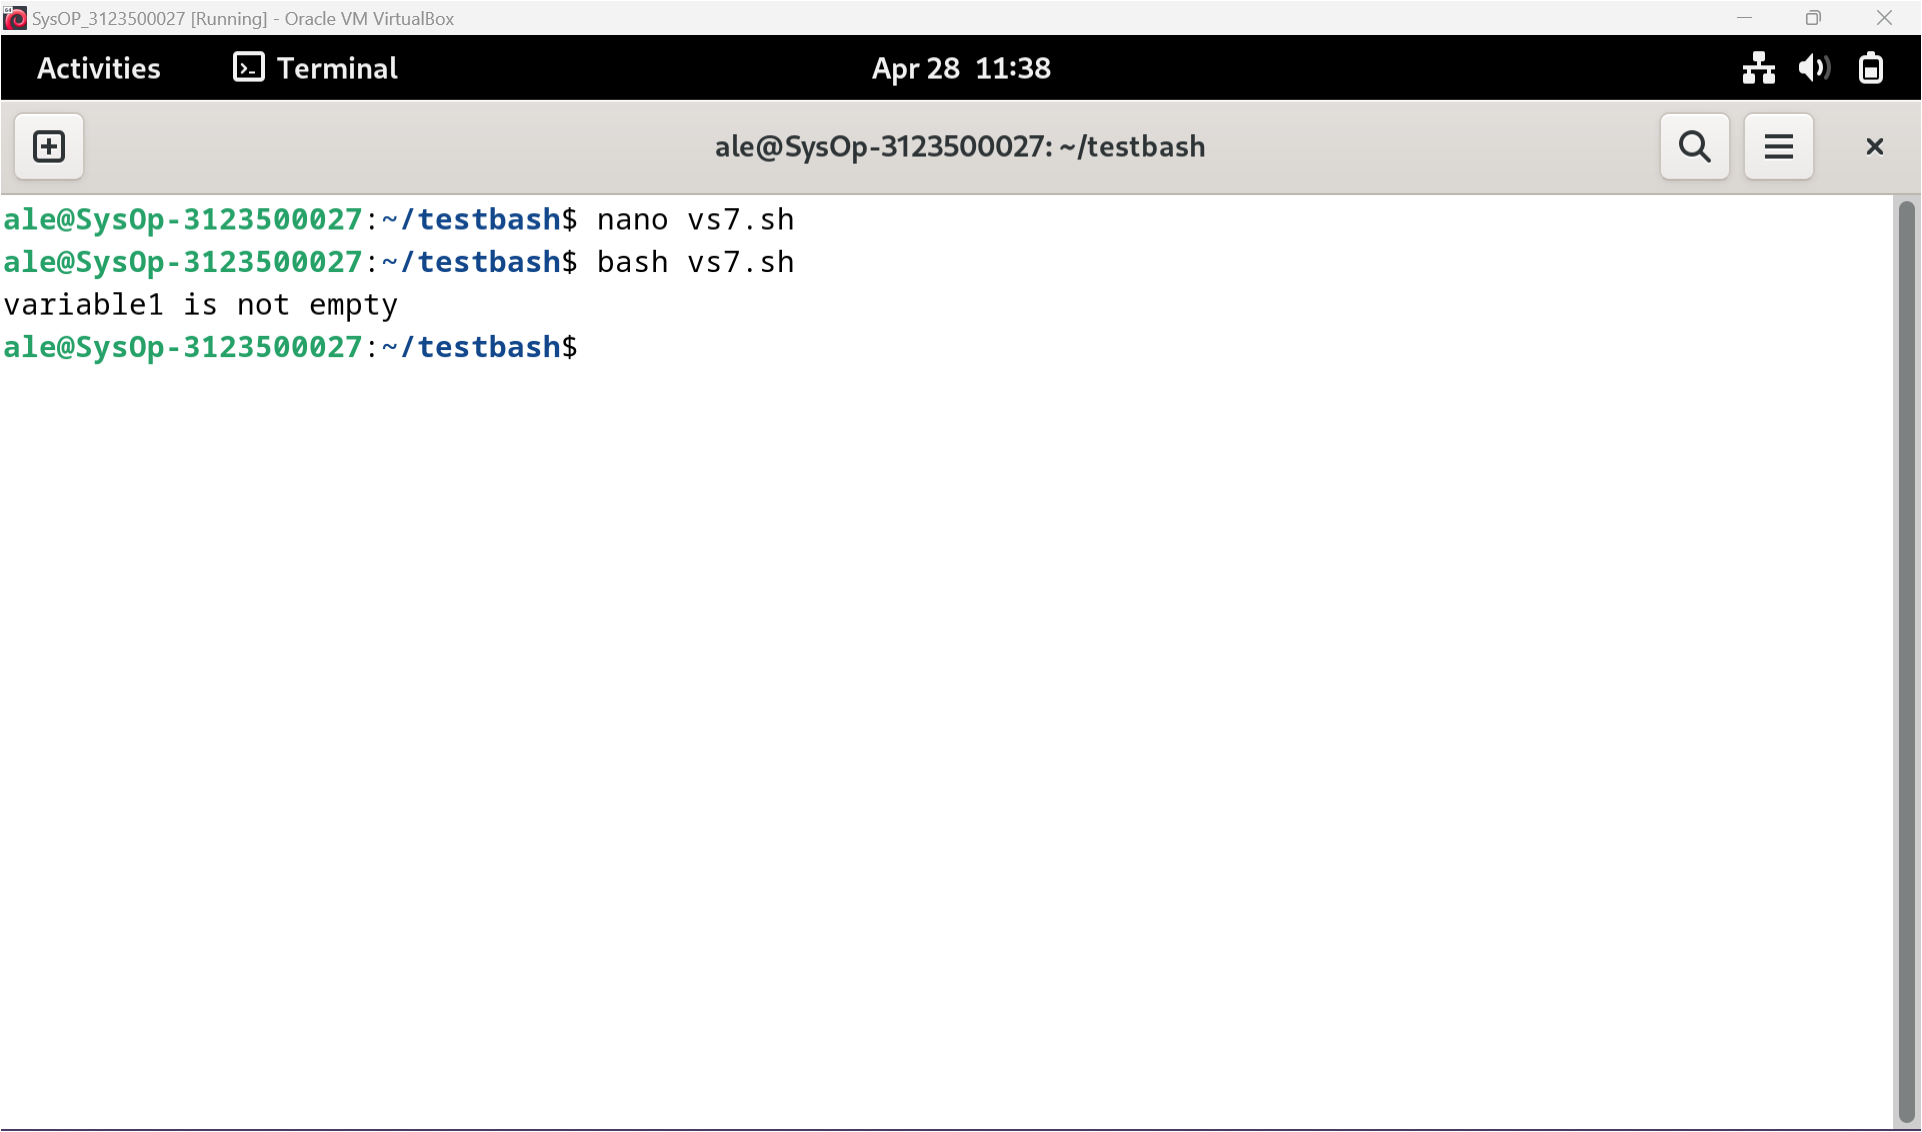 SysOP_3123500027 [Running] - Oracle VM VirtualBox
Activities Terminal Apr 28 11:38
ale@SysOp-3123500027: ~/testbash
ale@SysOp-3123500027:~/testbash$ nano vs7.sh
ale@SysOp-3123500027:~/testbash$ bash vs7.sh
variable1 is not empty
ale@SysOp-3123500027:~/testbash$